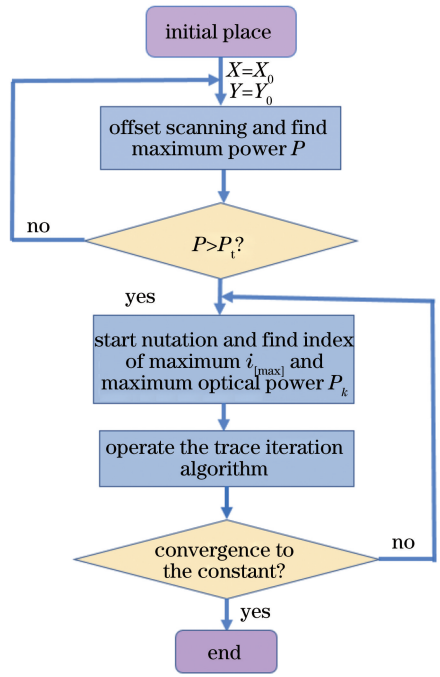 initial place
X=X0
Y=Y0
offset scanning and find
maximum power P
no
P>Pt?
yes
start nutation and find index
of maximum i[max] and
maximum optical power Pk
operate the trace iteration
algorithm
convergence to
the constant?
no
yes
end